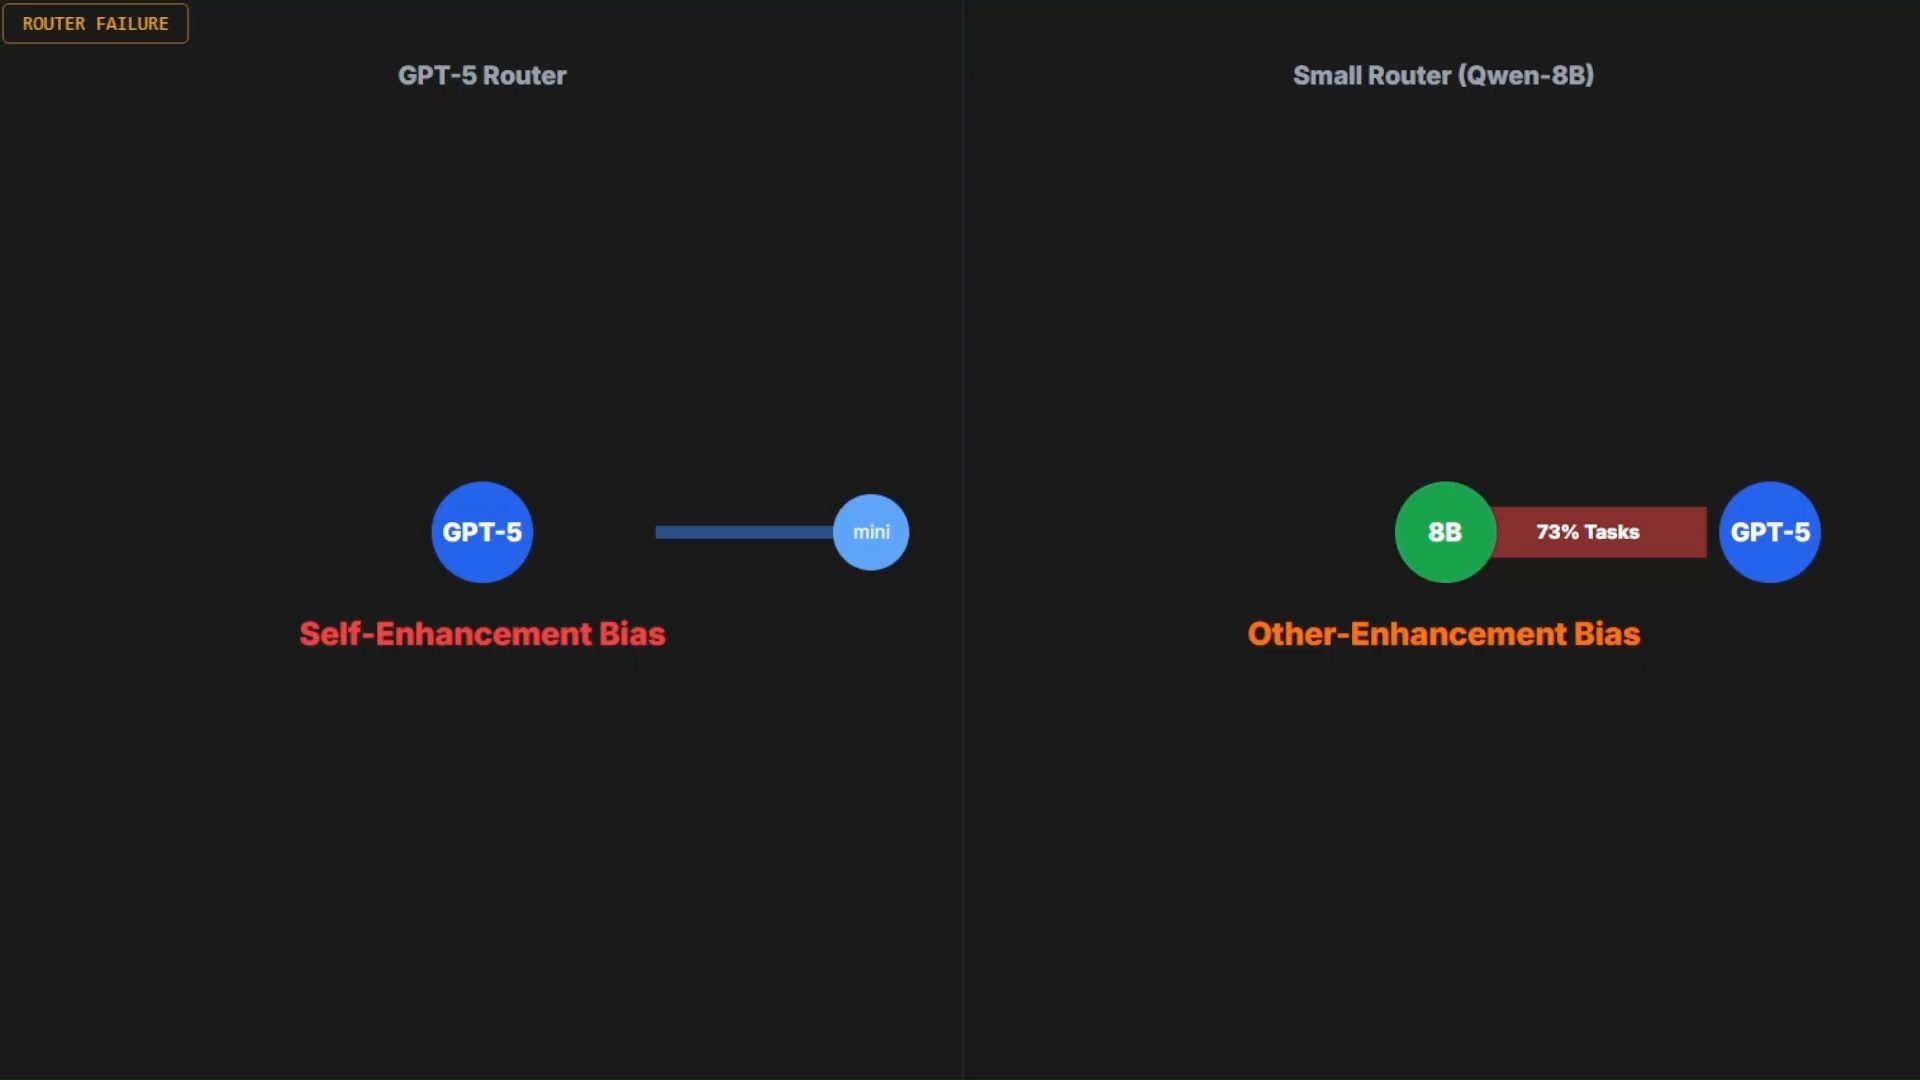 ROUTER FAILURE
GPT-5 Router
GPT-5
mini
Self-Enhancement Bias
Small Router (Qwen-8B)
8B
73% Tasks
GPT-5
Other-Enhancement Bias